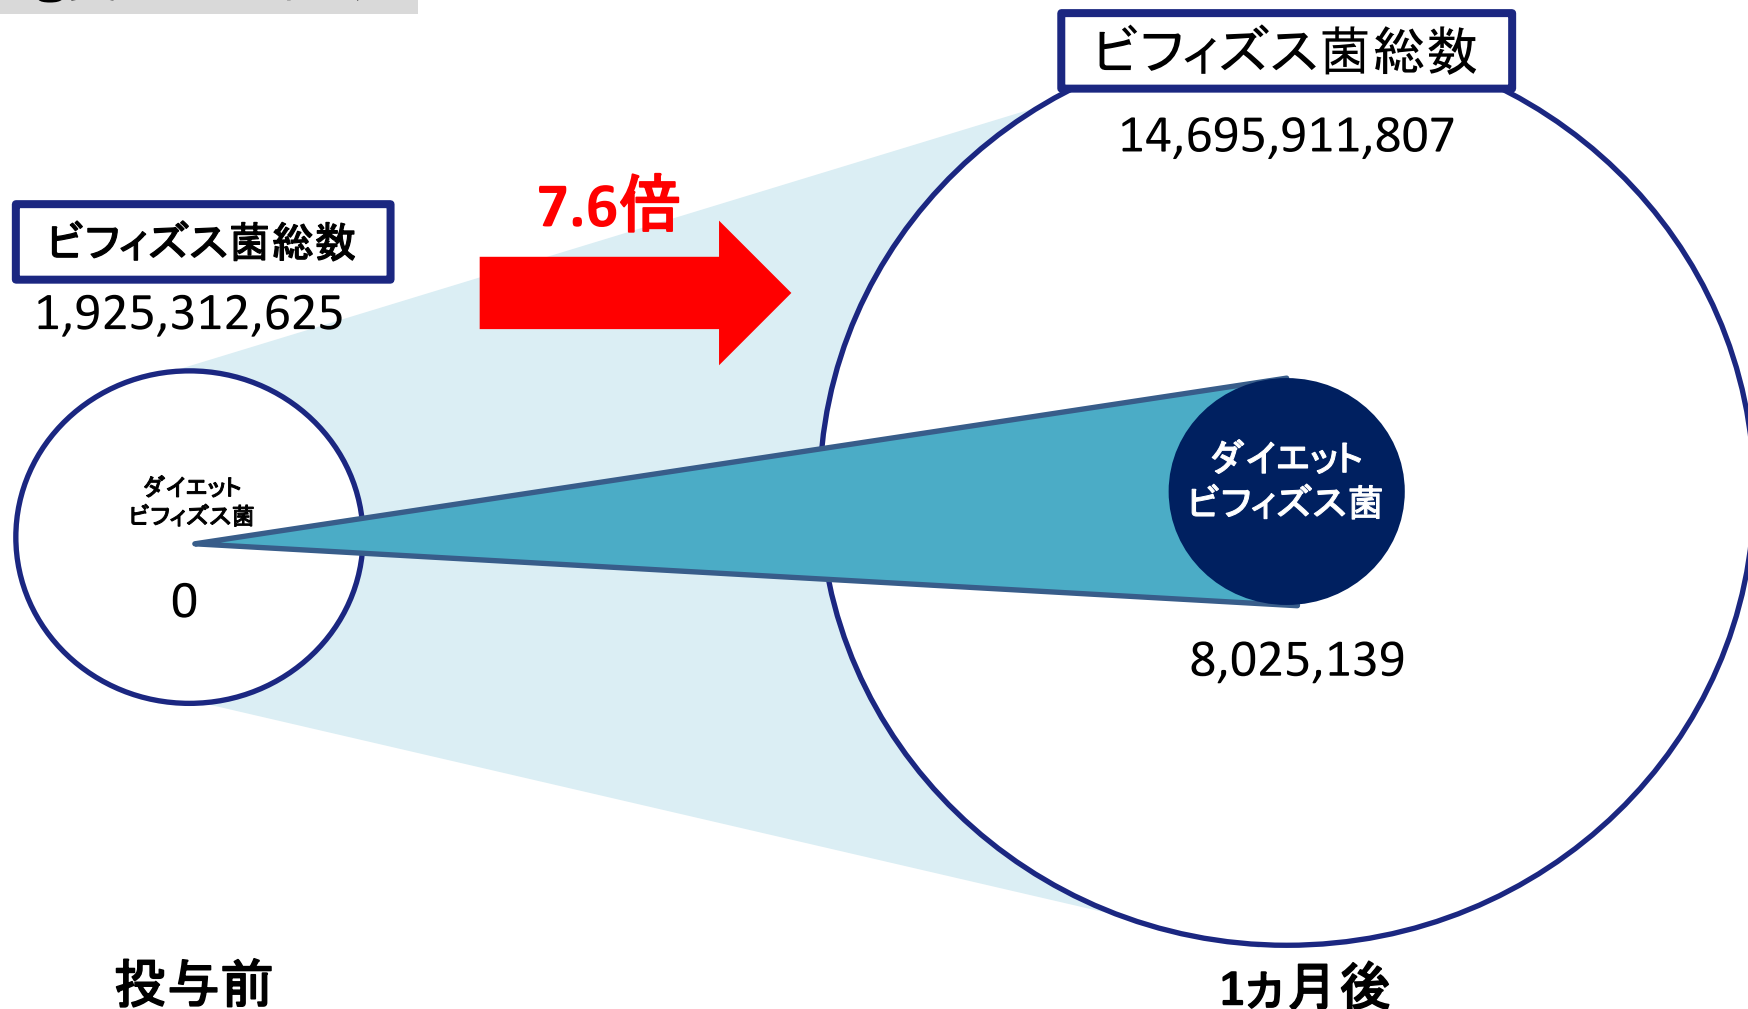 ビフィズス菌総数
14,695,911,807
7.6倍
ビフィズス菌総数
1,925,312,625
ダイエット
ビフィズス菌
0
ダイエット
ビフィズス菌
8,025,139
投与前
1ヵ月後